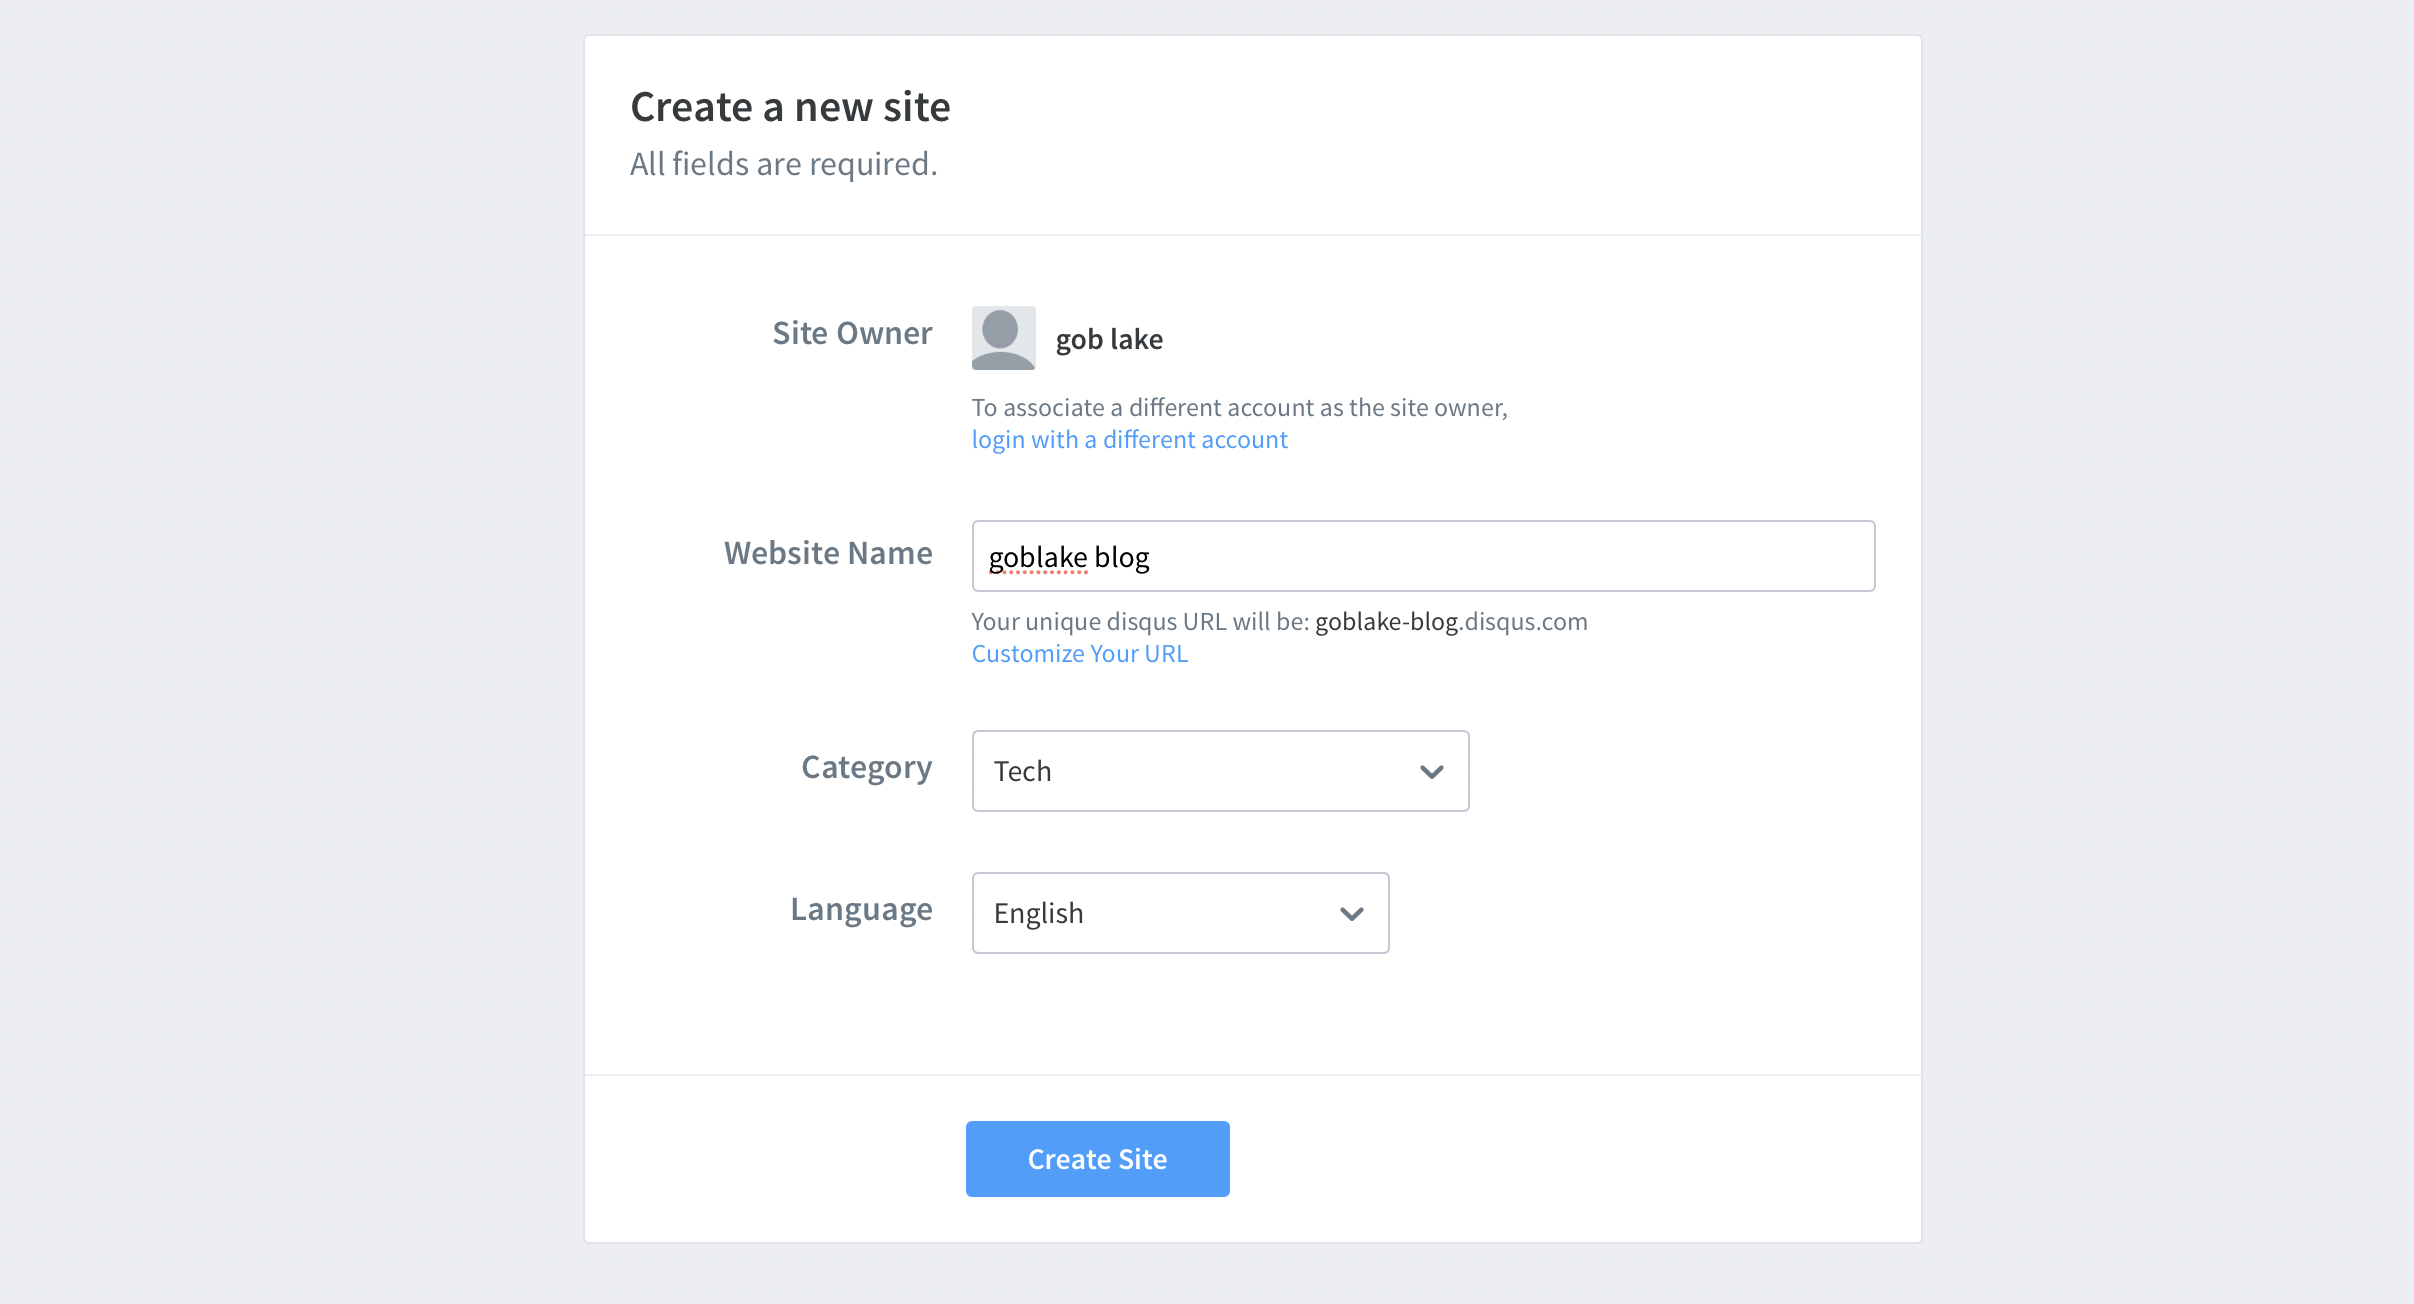 Create a new site
All fields are required.
Site Owner
gob lake
To associate a different account as the site owner,
login with a different account
Website Name
goblake blog
Your unique disqus URL will be: goblake-blog.disqus.com
Customize Your URL
Category
Tech
Language
English
Create Site